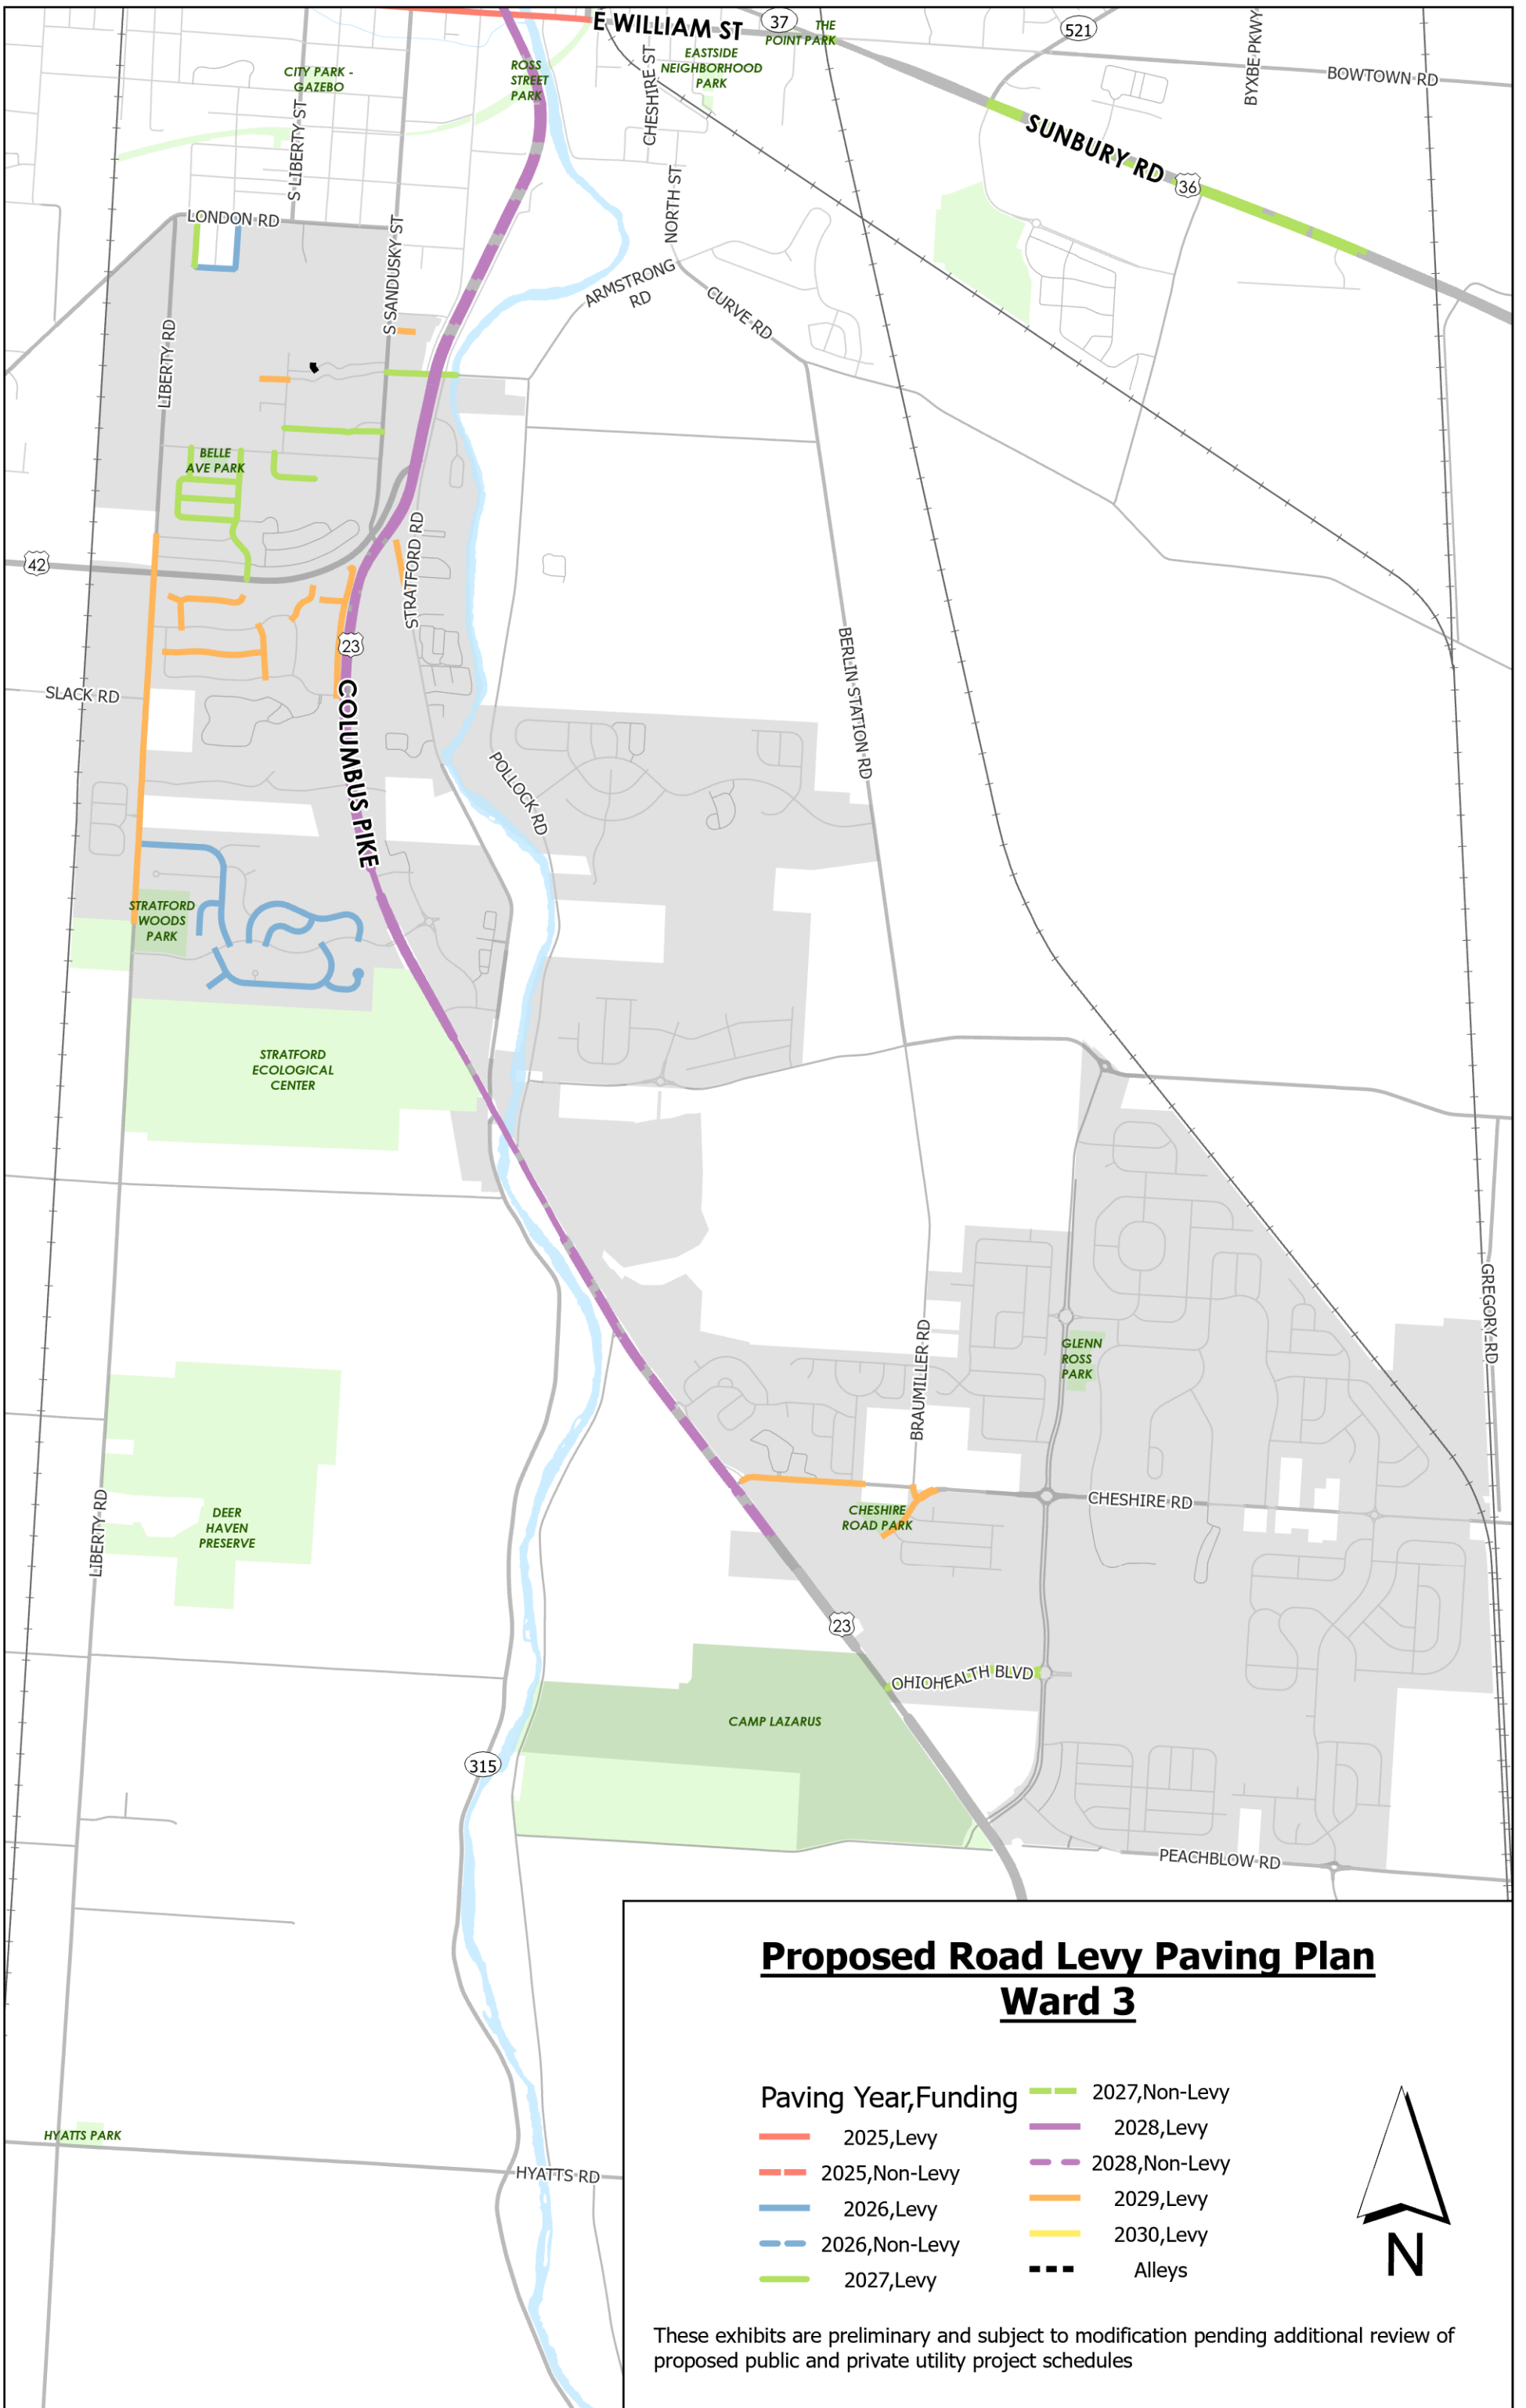 E WILLIAM ST
37
THE
POINT PARK
521
BYXBE PKWY
BOWTOWN RD
CITY PARK -
GAZEBO
ROSS
STREET
PARK
CHESHIRE ST
EASTSIDE
NEIGHBORHOOD
PARK
S LIBERTY ST
SUNBURY RD
36
LONDON RD
NORTH ST
S SANDUSKY ST
ARMSTRONG
RD
CURVE RD
LIBERTY RD
BELLE
AVE PARK
42
STRATFORD RD
23
SLACK RD
COLUMBUS PIKE
BERLIN STATION RD
POLLOCK RD
STRATFORD
WOODS
PARK
STRATFORD
ECOLOGICAL
CENTER
GREGORY RD
GLENN
ROSS
PARK
BRAUMILLER RD
CHESHIRE RD
CHESHIRE
ROAD PARK
DEER
HAVEN
PRESERVE
LIBERTY RD
23
OHIOHEALTH BLVD
CAMP LAZARUS
315
PEACHBLOW RD
HYATTS PARK
HYATTS RD
Proposed Road Levy Paving Plan
Ward 3
Paving Year,Funding
2025,Levy
2025,Non-Levy
2026,Levy
2026,Non-Levy
2027,Levy
2027,Non-Levy
2028,Levy
2028,Non-Levy
2029,Levy
2030,Levy
Alleys
N
These exhibits are preliminary and subject to modification pending additional review of
proposed public and private utility project schedules